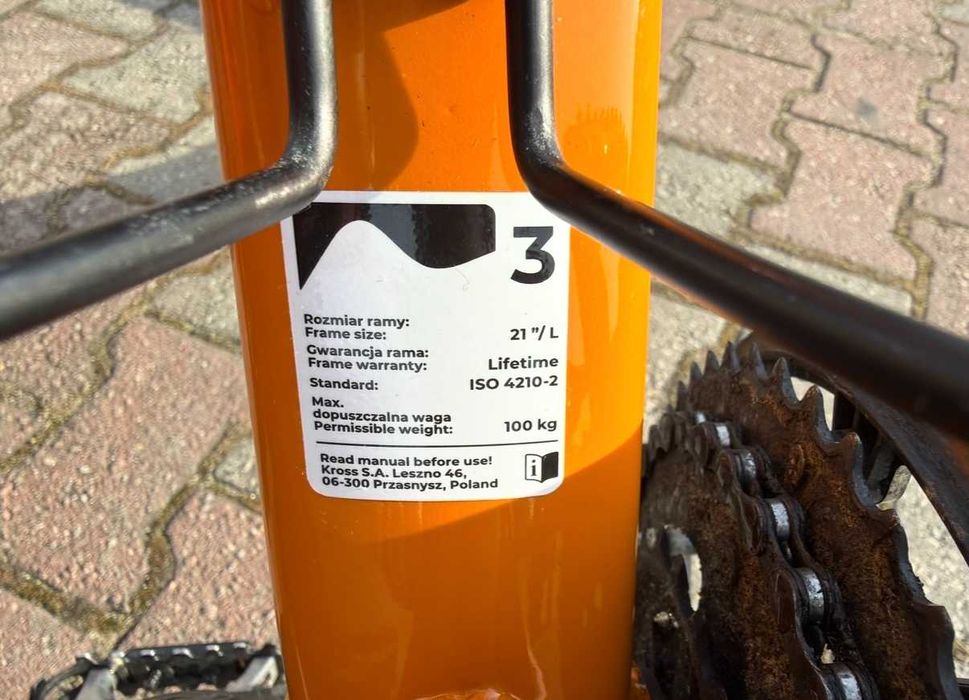 3
Rozmiar ramy:
Frame size: 21 ”/ L
Gwarancja rama:
Frame warranty: Lifetime
Standard: ISO 4210-2
Max.
dopuszczalna waga
Permissible weight: 100 kg
Read manual before use!
Kross S.A. Leszno 46,
06-300 Przasnysz, Poland
i